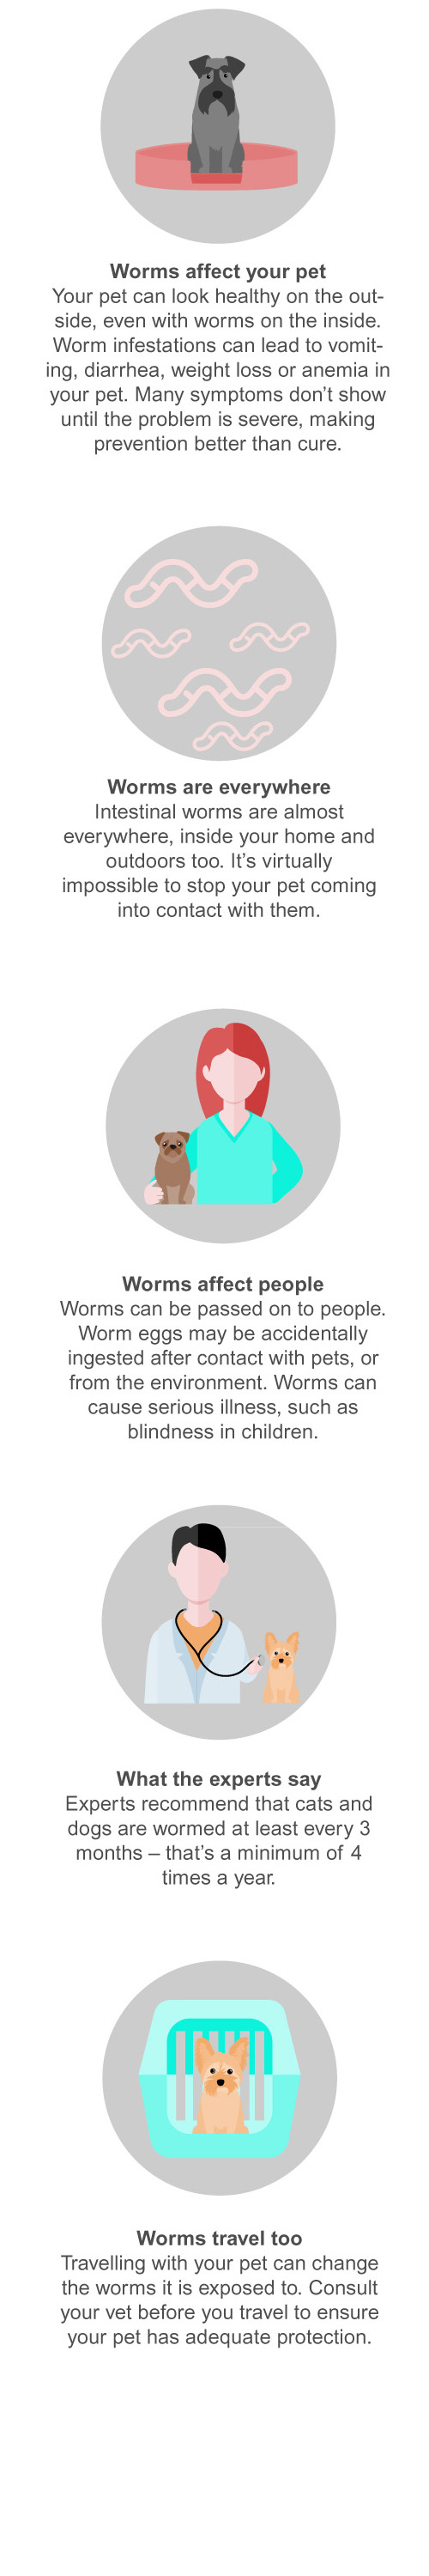 Worms affect your pet
Your pet can look healthy on the out-
side, even with worms on the inside.
Worm infestations can lead to vomit-
ing, diarrhea, weight loss or anemia in
your pet. Many symptoms don’t show
until the problem is severe, making
prevention better than cure.
Worms are everywhere
Intestinal worms are almost
everywhere, inside your home and
outdoors too. It’s virtually
impossible to stop your pet coming
into contact with them.
Worms affect people
Worms can be passed on to people.
Worm eggs may be accidentally
ingested after contact with pets, or
from the environment. Worms can
cause serious illness, such as
blindness in children.
What the experts say
Experts recommend that cats and
dogs are wormed at least every 3
months – that’s a minimum of 4
times a year.
Worms travel too
Travelling with your pet can change
the worms it is exposed to. Consult
your vet before you travel to ensure
your pet has adequate protection.